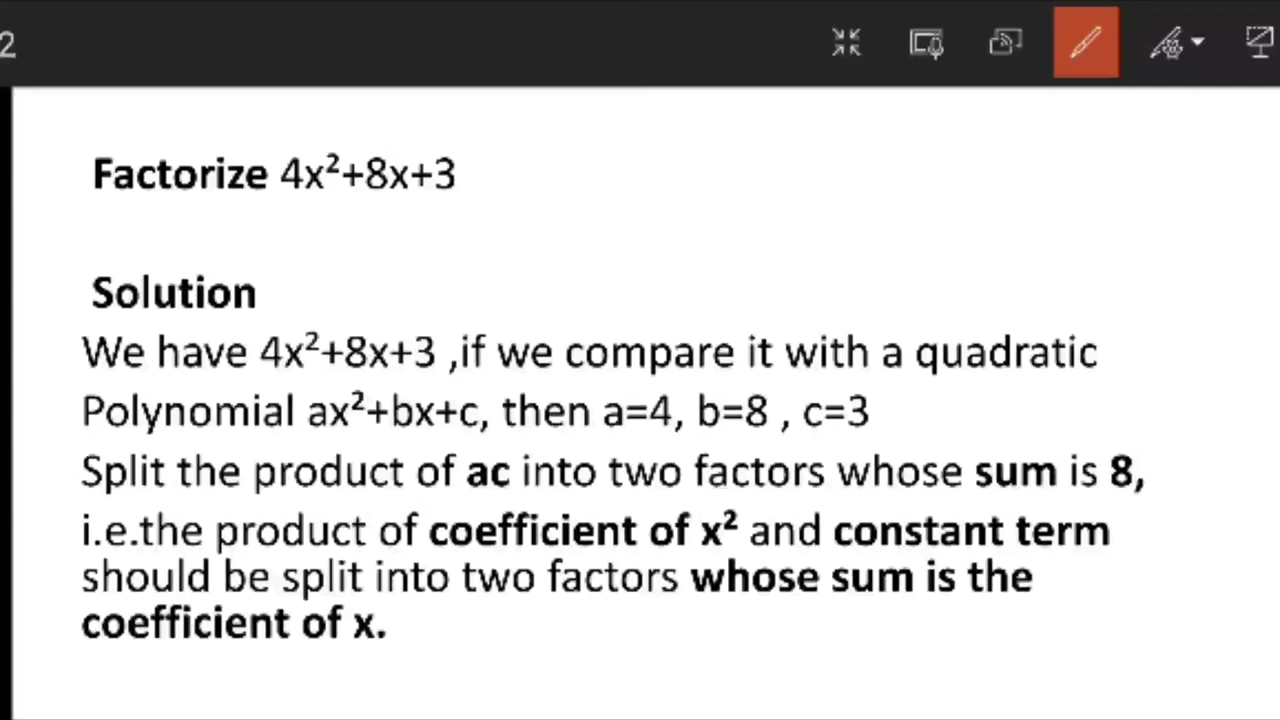 2
Factorize 4x²+8x+3
Solution
We have 4x²+8x+3 ,if we compare it with a quadratic
Polynomial ax²+bx+c, then a=4, b=8 , c=3
Split the product of ac into two factors whose sum is 8,
i.e.the product of coefficient of x² and constant term
should be split into two factors whose sum is the
coefficient of x.